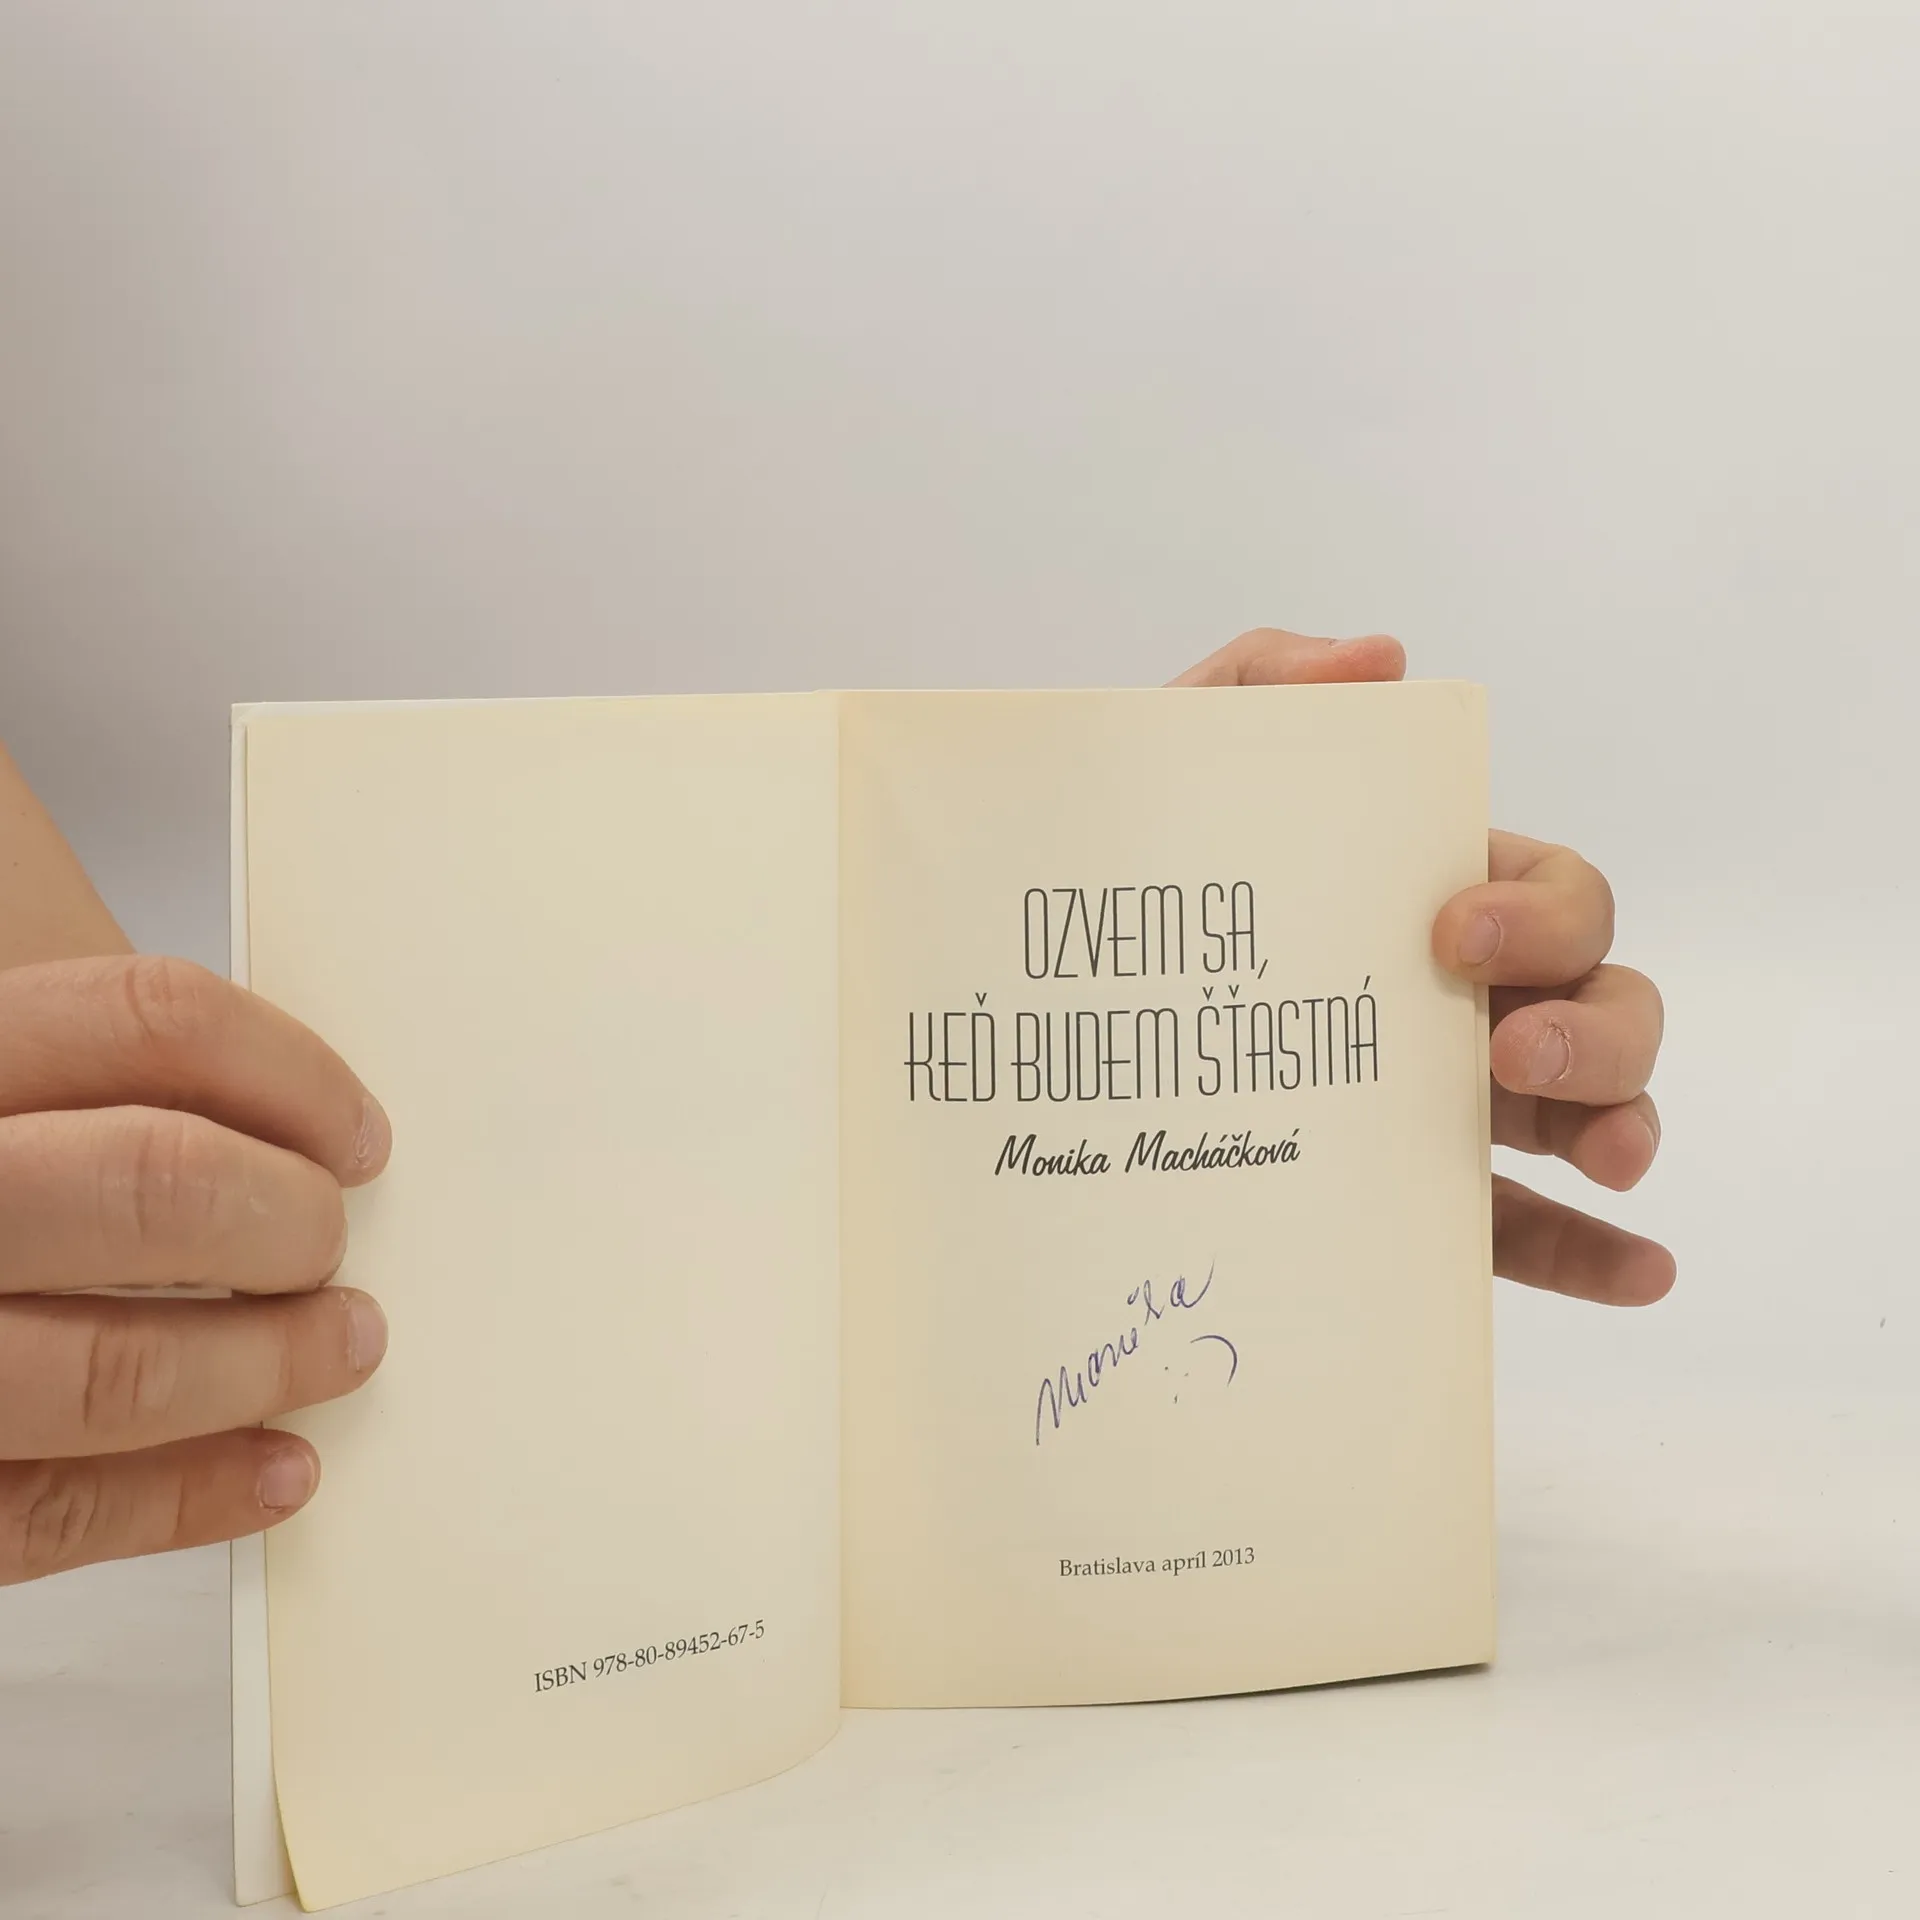 ISBN 978-80-89452-67-5
OZVEM SA,
KEĎ BUDEM ŠŤASTNÁ
Monika Macháčková
Monika
:-)
Bratislava apríl 2013